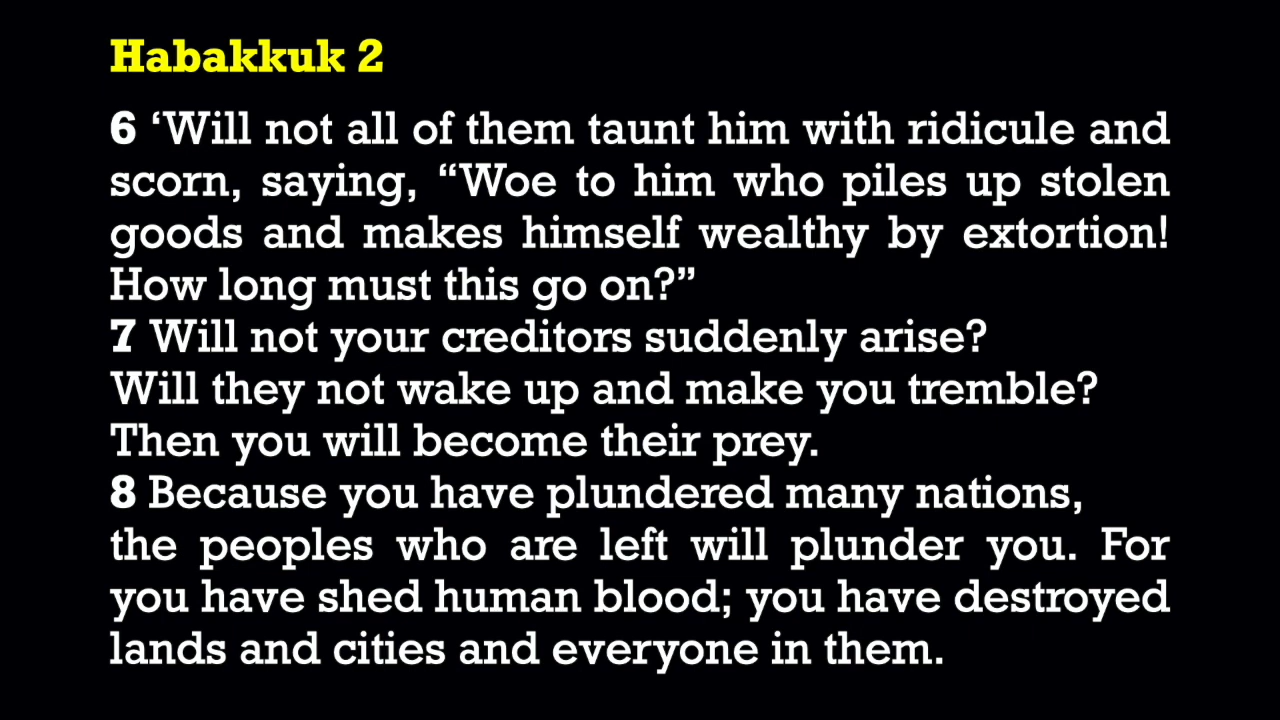 Habakkuk 2
6 ‘Will not all of them taunt him with ridicule and
scorn, saying, “Woe to him who piles up stolen
goods and makes himself wealthy by extortion!
How long must this go on?”
7 Will not your creditors suddenly arise?
Will they not wake up and make you tremble?
Then you will become their prey.
8 Because you have plundered many nations,
the peoples who are left will plunder you. For
you have shed human blood; you have destroyed
lands and cities and everyone in them.